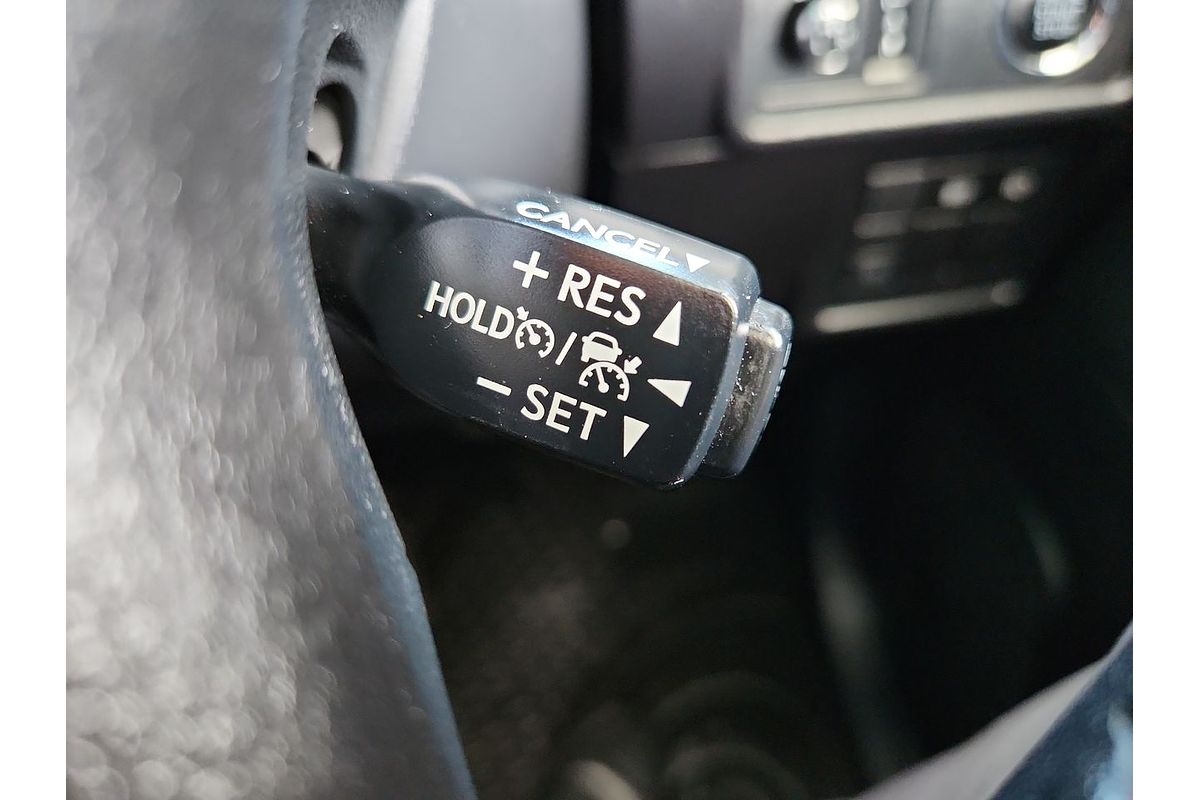 CANCEL
+ RES
HOLD /
− SET